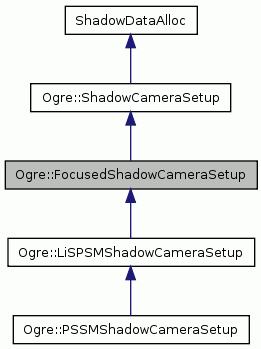 ShadowDataAlloc
Ogre::ShadowCameraSetup
Ogre::FocusedShadowCameraSetup
Ogre::LiSPSMShadowCameraSetup
Ogre::PSSMShadowCameraSetup